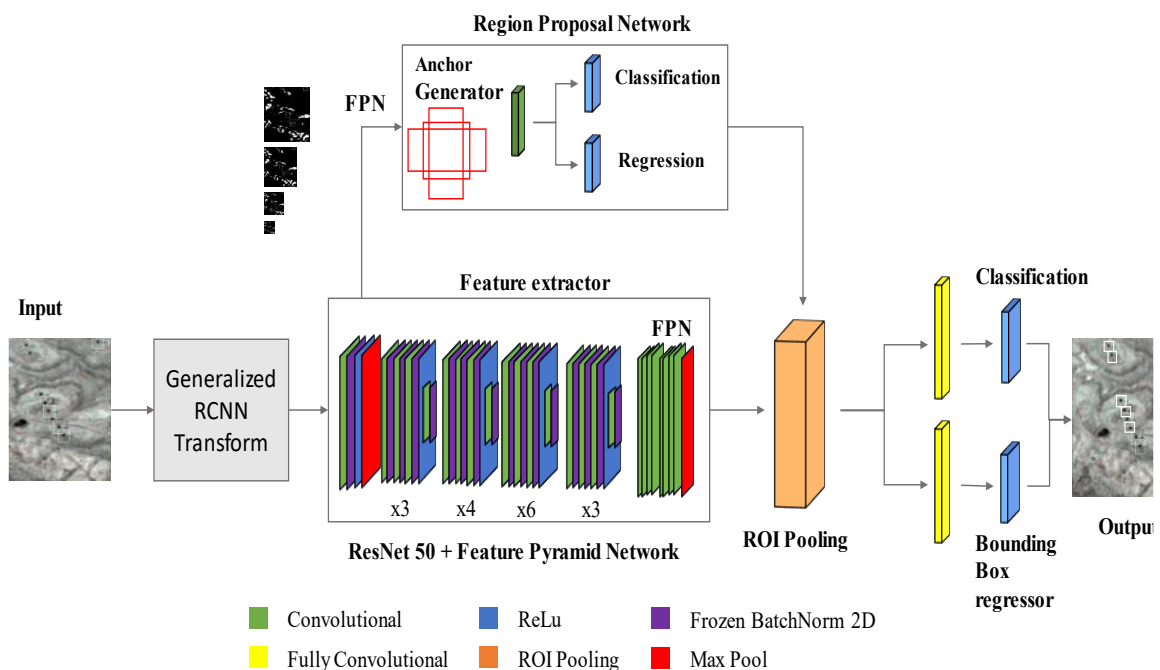 Region Proposal Network
Anchor
Generator
FPN
Classification
Regression
Feature extractor
Input
Generalized
RCNN
Transform
FPN
x3
x4
x6
x3
ResNet 50 + Feature Pyramid Network
ROI Pooling
Classification
Bounding
Box
regressor
Output
Convolutional
ReLu
Frozen BatchNorm 2D
Fully Convolutional
ROI Pooling
Max Pool